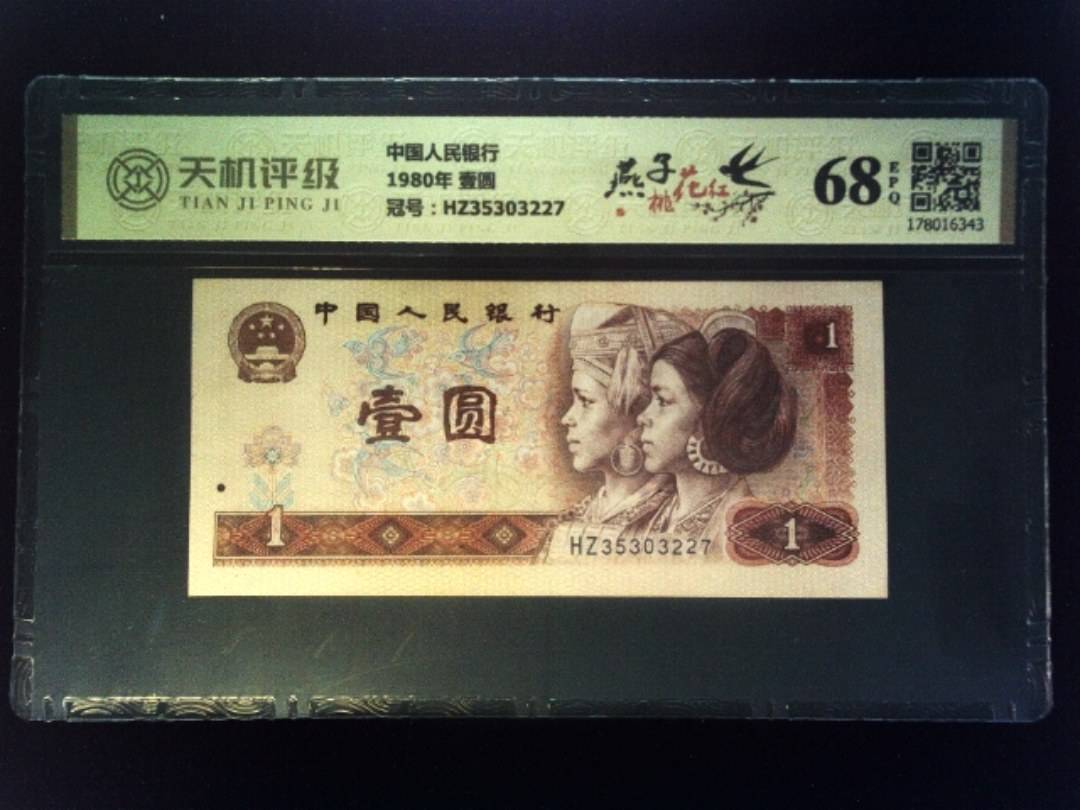 天机评级
TIAN JI PING JI
中国人民银行
1980年 壹圆
冠号：HZ35303227
燕子
桃花红
68
EPQ
178016343
中国人民银行
1
壹圆
1
HZ35303227
1